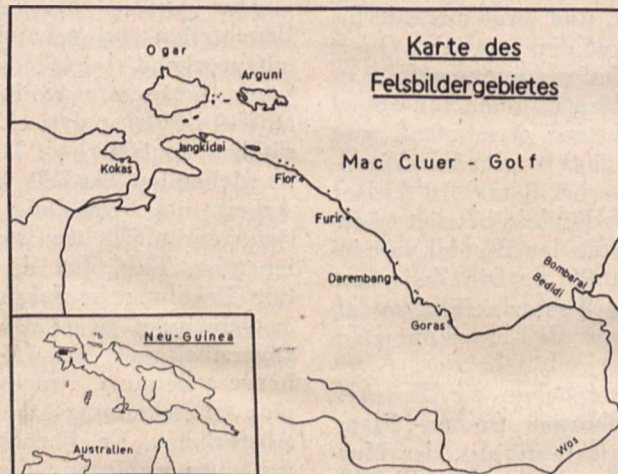 Karte des
Felsbildergebietes
Ogar
Arguni
Jangkidai
Kokas
Mac Cluer - Golf
Fior
Furir
Darembang
Bombarai
Bedidi
Goras
Neu-Guinea
Australien
Wos